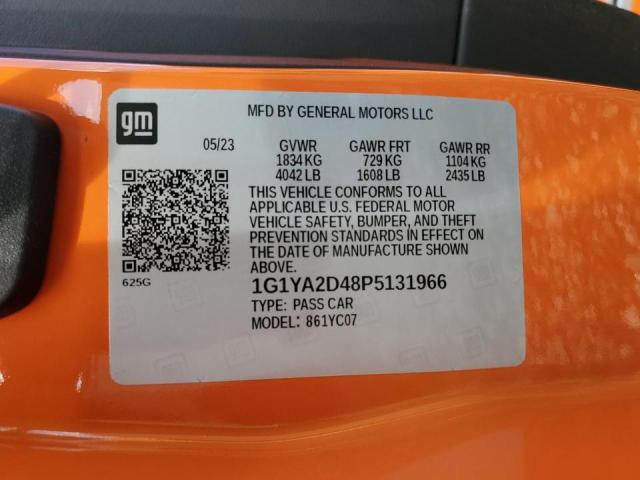 gm
MFD BY GENERAL MOTORS LLC
05/23 GVWR GAWR FRT GAWR RR
1834 KG 729 KG 1104 KG
4042 LB 1608 LB 2435 LB
THIS VEHICLE CONFORMS TO ALL
APPLICABLE U.S. FEDERAL MOTOR
VEHICLE SAFETY, BUMPER, AND THEFT
PREVENTION STANDARDS IN EFFECT ON
THE DATE OF MANUFACTURE SHOWN
ABOVE.
625G
1G1YA2D48P5131966
TYPE: PASS CAR
MODEL: 861YC07